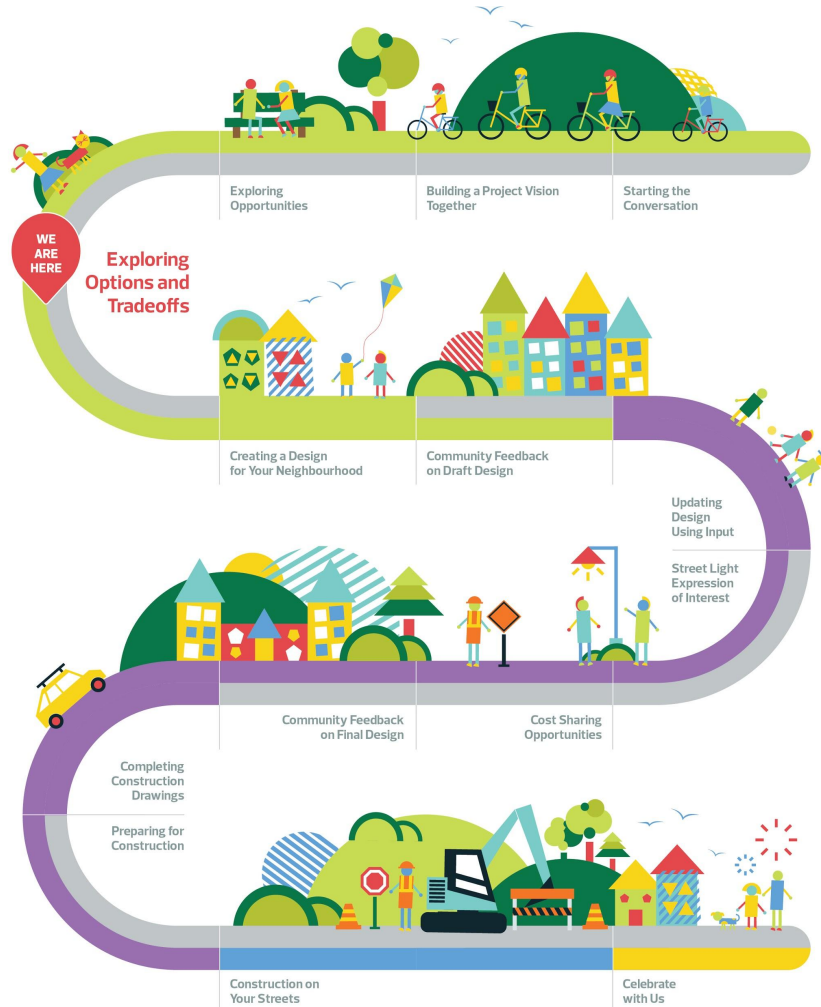 Exploring
Opportunities
Building a Project Vision
Together
Starting the
Conversation
WE
ARE
HERE
Exploring
Options and
Tradeoffs
Creating a Design
for Your Neighbourhood
Community Feedback
on Draft Design
Updating
Design
Using Input
Street Light
Expression
of Interest
Community Feedback
on Final Design
Cost Sharing
Opportunities
Completing
Construction
Drawings
Preparing for
Construction
Construction on
Your Streets
Celebrate
with Us